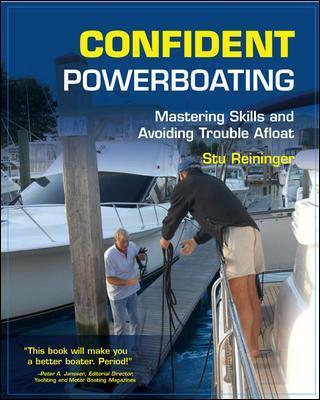 CONFIDENT
POWERBOATING
Mastering Skills and
Avoiding Trouble Afloat
Stu Reininger
"This book will make you
a better boater. Period!"
–Peter A. Janssen, Editorial Director,
Yachting and Motor Boating Magazines